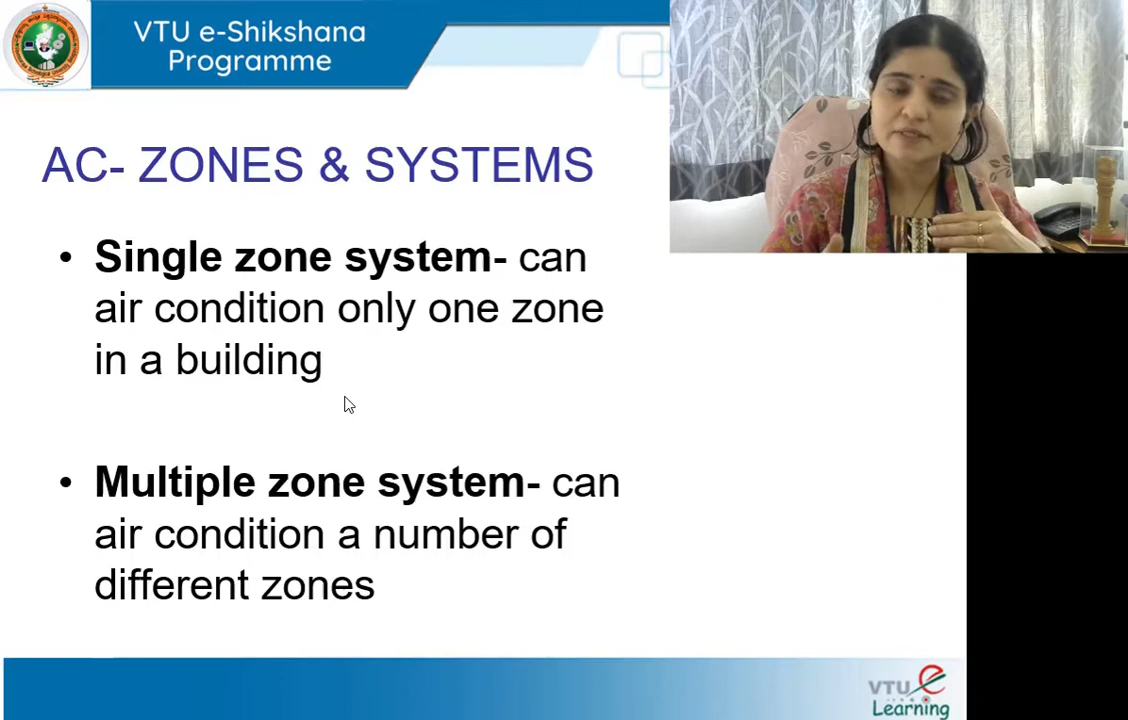 VTU e-Shikshana
Programme
AC- ZONES & SYSTEMS
• Single zone system- can
air condition only one zone
in a building
• Multiple zone system- can
air condition a number of
different zones
VTU e
Learning